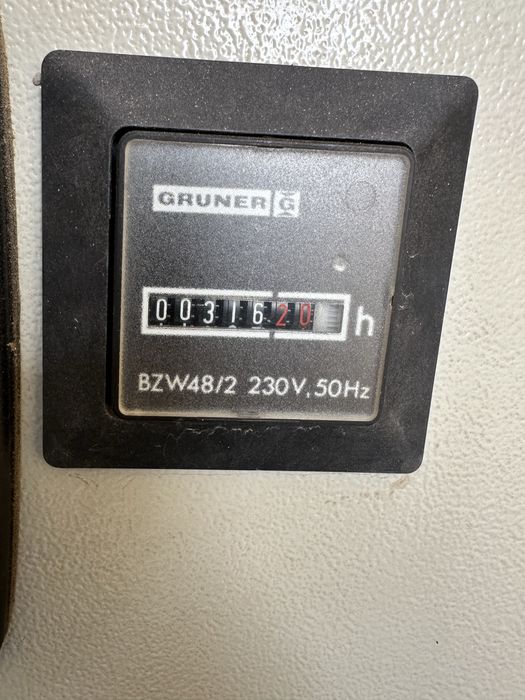 GRUNER G
0031620 h
BZW48/2 230V, 50Hz